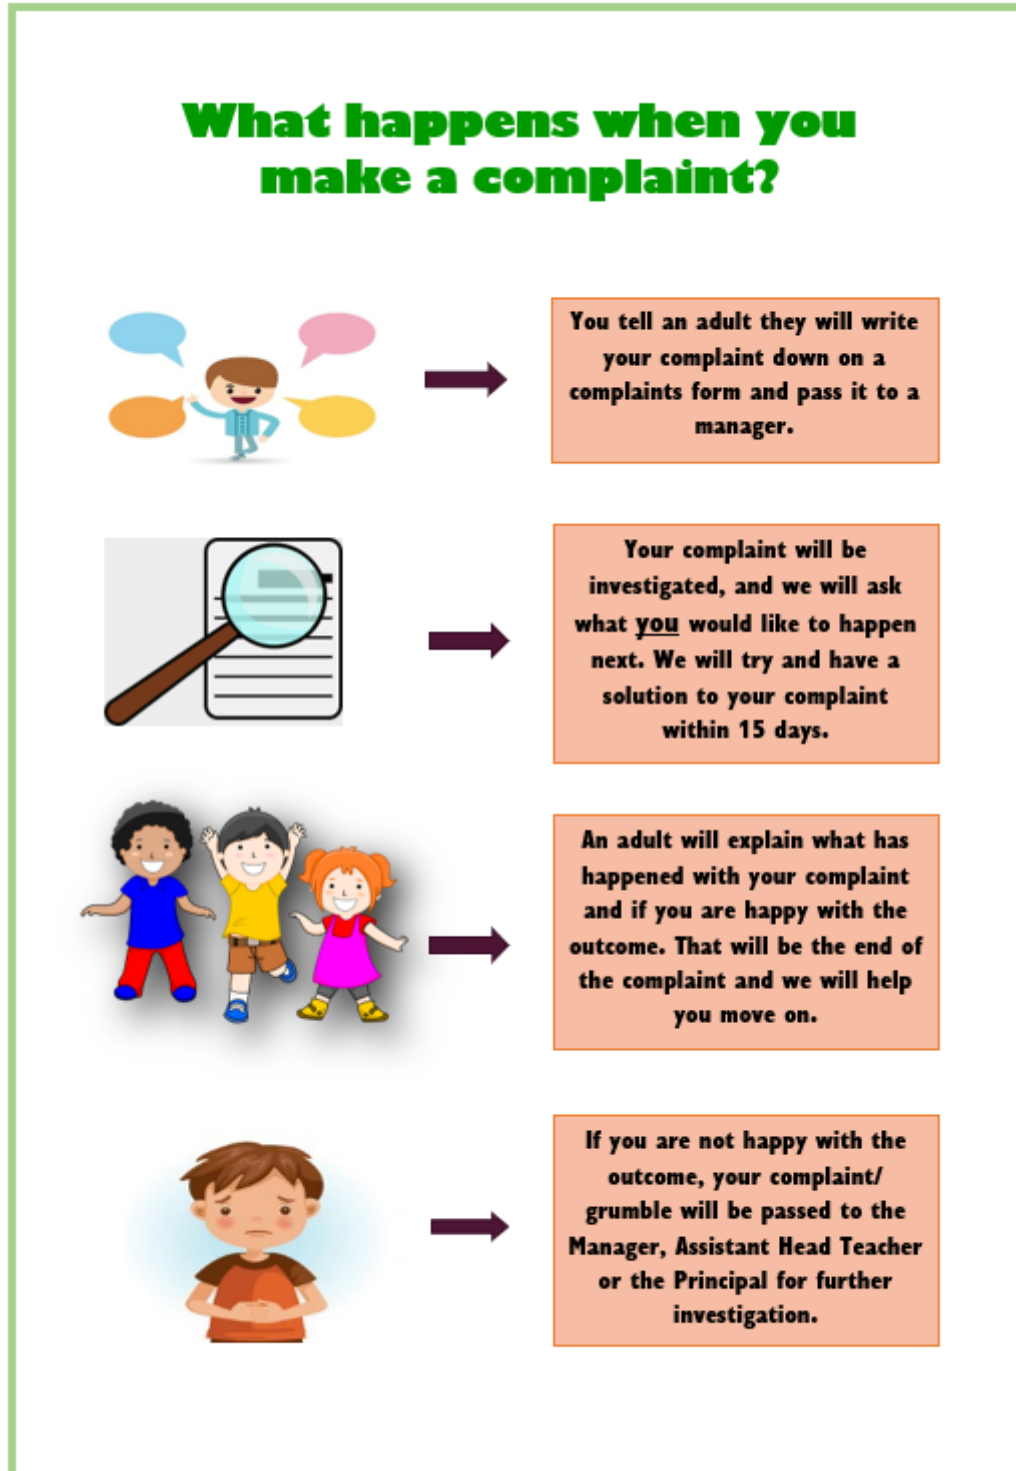 What happens when you
make a complaint?
You tell an adult they will write
your complaint down on a
complaints form and pass it to a
manager.
Your complaint will be
investigated, and we will ask
what you would like to happen
next. We will try and have a
solution to your complaint
within 15 days.
An adult will explain what has
happened with your complaint
and if you are happy with the
outcome. That will be the end of
the complaint and we will help
you move on.
If you are not happy with the
outcome, your complaint/
grumble will be passed to the
Manager, Assistant Head Teacher
or the Principal for further
investigation.